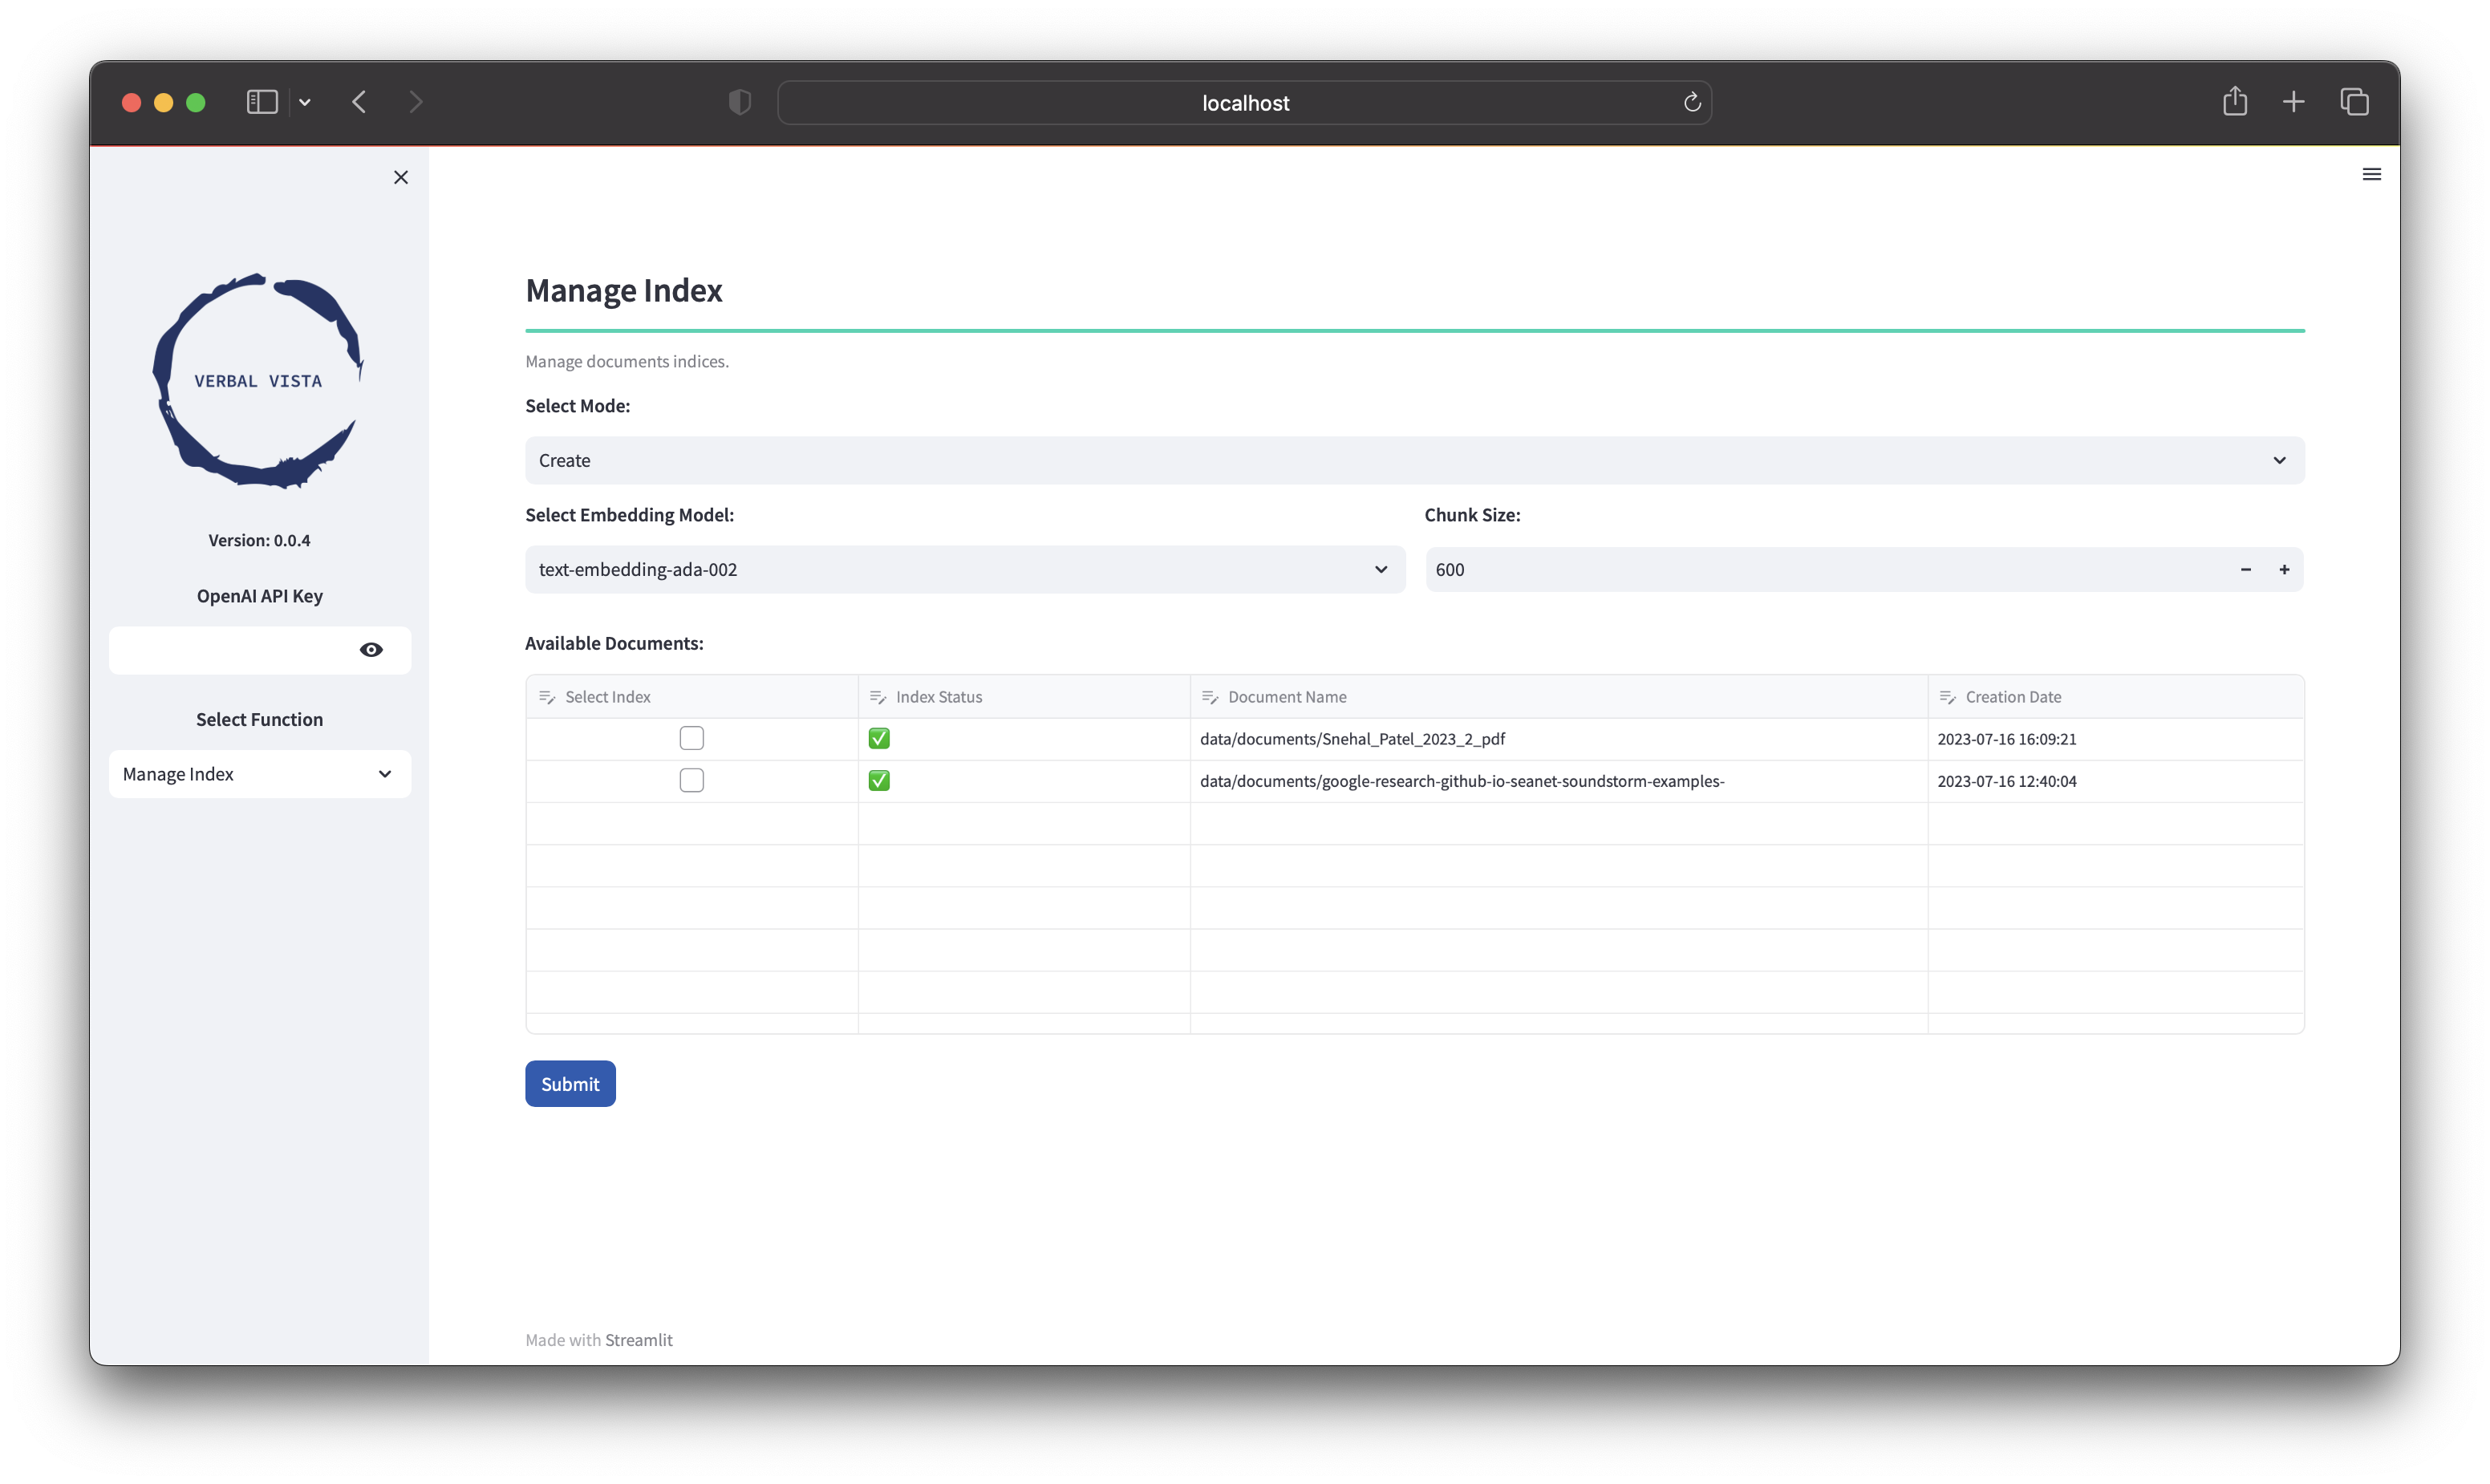 localhost
VERBAL VISTA
Version: 0.0.4
OpenAI API Key
Select Function
Manage Index
Manage Index
Manage documents indices.
Select Mode:
Create
Select Embedding Model:
Chunk Size:
text-embedding-ada-002
600
Available Documents:
Select Index Index Status Document Name Creation Date
data/documents/Snehal_Patel_2023_2_pdf 2023-07-16 16:09:21
data/documents/google-research-github-io-seanet-soundstorm-examples- 2023-07-16 12:40:04
Submit
Made with Streamlit